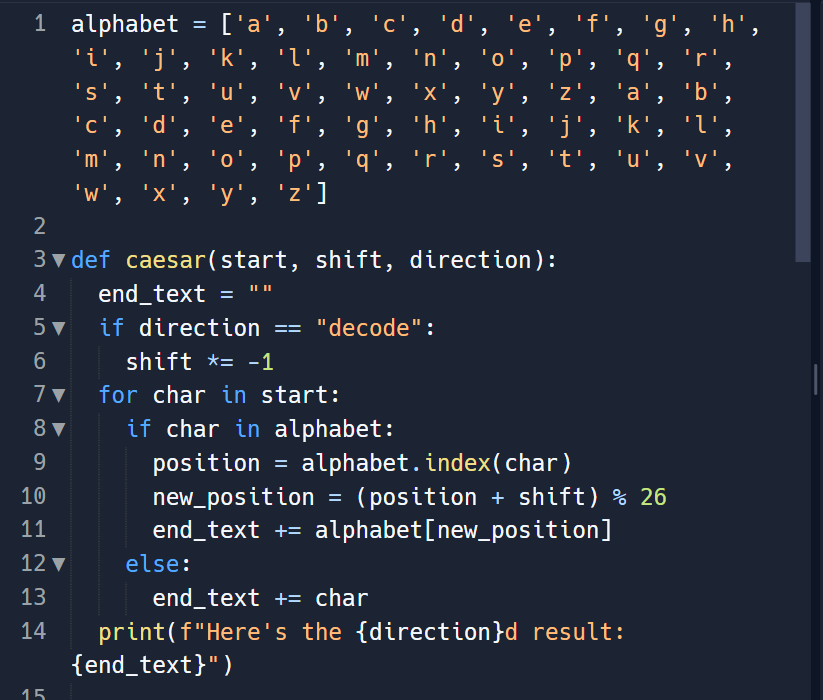 1 alphabet = ['a', 'b', 'c', 'd', 'e', 'f', 'g', 'h',
'i', 'j', 'k', 'l', 'm', 'n', 'o', 'p', 'q', 'r',
's', 't', 'u', 'v', 'w', 'x', 'y', 'z', 'a', 'b',
'c', 'd', 'e', 'f', 'g', 'h', 'i', 'j', 'k', 'l',
'm', 'n', 'o', 'p', 'q', 'r', 's', 't', 'u', 'v',
'w', 'x', 'y', 'z']
2
3 def caesar(start, shift, direction):
4   end_text = ""
5   if direction == "decode":
6     shift *= -1
7   for char in start:
8     if char in alphabet:
9       position = alphabet.index(char)
10       new_position = (position + shift) % 26
11       end_text += alphabet[new_position]
12     else:
13       end_text += char
14   print(f"Here's the {direction}d result:
{end_text}")
15